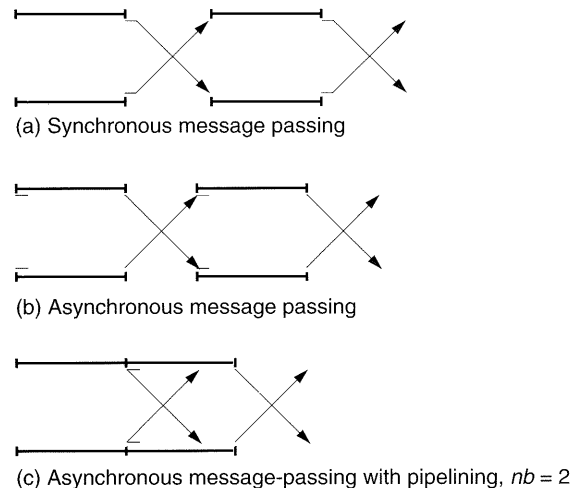 (a) Synchronous message passing
(b) Asynchronous message passing
(c) Asynchronous message-passing with pipelining, nb = 2